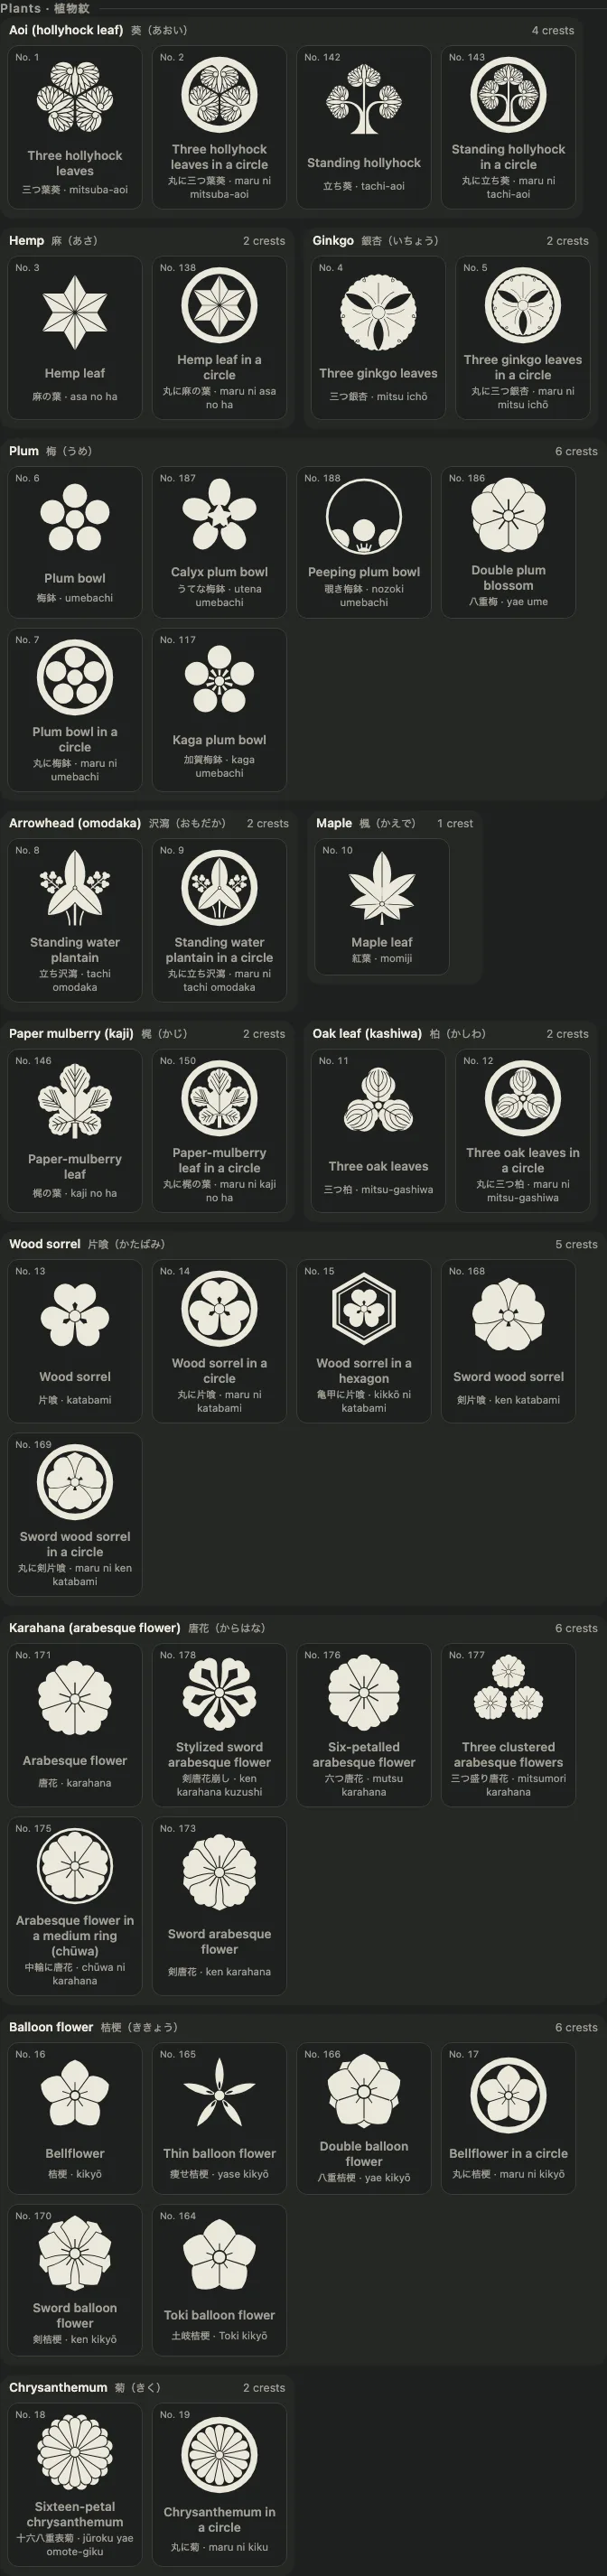 Plants · 植物紋
Aoi (hollyhock leaf) 葵（あおい） 4 crests
No. 1
Three hollyhock
leaves
三つ葉葵 · mitsuba-aoi
No. 2
Three hollyhock
leaves in a circle
丸に三つ葉葵 · maru ni
mitsuba-aoi
No. 142
Standing hollyhock
立ち葵 · tachi-aoi
No. 143
Standing hollyhock
in a circle
丸に立ち葵 · maru ni
tachi-aoi
Hemp 麻（あさ） 2 crests
No. 3
Hemp leaf
麻の葉 · asa no ha
No. 138
Hemp leaf in a
circle
丸に麻の葉 · maru ni asa
no ha
Ginkgo 銀杏（いちょう） 2 crests
No. 4
Three ginkgo leaves
三つ銀杏 · mitsu ichō
No. 5
Three ginkgo leaves
in a circle
丸に三つ銀杏 · maru ni
mitsu ichō
Plum 梅（うめ） 6 crests
No. 6
Plum bowl
梅鉢 · umebachi
No. 187
Calyx plum bowl
うてな梅鉢 · utena
umebachi
No. 188
Peeping plum bowl
覗き梅鉢 · nozoki
umebachi
No. 186
Double plum
blossom
八重梅 · yae ume
No. 7
Plum bowl in a
circle
丸に梅鉢 · maru ni
umebachi
No. 117
Kaga plum bowl
加賀梅鉢 · kaga
umebachi
Arrowhead (omodaka) 沢瀉（おもだか） 2 crests
No. 8
Standing water
plantain
立ち沢瀉 · tachi
omodaka
No. 9
Standing water
plantain in a circle
丸に立ち沢瀉 · maru ni
tachi omodaka
Maple 楓（かえで） 1 crest
No. 10
Maple leaf
紅葉 · momiji
Paper mulberry (kaji) 梶（かじ） 2 crests
No. 146
Paper-mulberry
leaf
梶の葉 · kaji no ha
No. 150
Paper-mulberry
leaf in a circle
丸に梶の葉 · maru ni kaji
no ha
Oak leaf (kashiwa) 柏（かしわ） 2 crests
No. 11
Three oak leaves
三つ柏 · mitsu-gashiwa
No. 12
Three oak leaves in
a circle
丸に三つ柏 · maru ni
mitsu-gashiwa
Wood sorrel 片喰（かたばみ） 5 crests
No. 13
Wood sorrel
片喰 · katabami
No. 14
Wood sorrel in a
circle
丸に片喰 · maru ni
katabami
No. 15
Wood sorrel in a
hexagon
亀甲に片喰 · kikkō ni
katabami
No. 168
Sword wood sorrel
剣片喰 · ken katabami
No. 169
Sword wood sorrel
in a circle
丸に剣片喰 · maru ni ken
katabami
Karahana (arabesque flower) 唐花（からはな） 6 crests
No. 171
Arabesque flower
唐花 · karahana
No. 178
Stylized sword
arabesque flower
剣唐花崩し · ken
karahana kuzushi
No. 176
Six-petalled
arabesque flower
六つ唐花 · mutsu
karahana
No. 177
Three clustered
arabesque flowers
三つ盛り唐花 · mitsumori
karahana
No. 175
Arabesque flower in
a medium ring
(chūwa)
中輪に唐花 · chūwa ni
karahana
No. 173
Sword arabesque
flower
剣唐花 · ken karahana
Balloon flower 桔梗（ききょう） 6 crests
No. 16
Bellflower
桔梗 · kikyō
No. 165
Thin balloon flower
痩せ桔梗 · yase kikyō
No. 166
Double balloon
flower
八重桔梗 · yae kikyō
No. 17
Bellflower in a circle
丸に桔梗 · maru ni kikyō
No. 170
Sword balloon
flower
剣桔梗 · ken kikyō
No. 164
Toki balloon flower
土岐桔梗 · Toki kikyō
Chrysanthemum 菊（きく） 2 crests
No. 18
Sixteen-petal
chrysanthemum
十六八重表菊 · jūroku yae
omote-giku
No. 19
Chrysanthemum in
a circle
丸に菊 · maru ni kiku